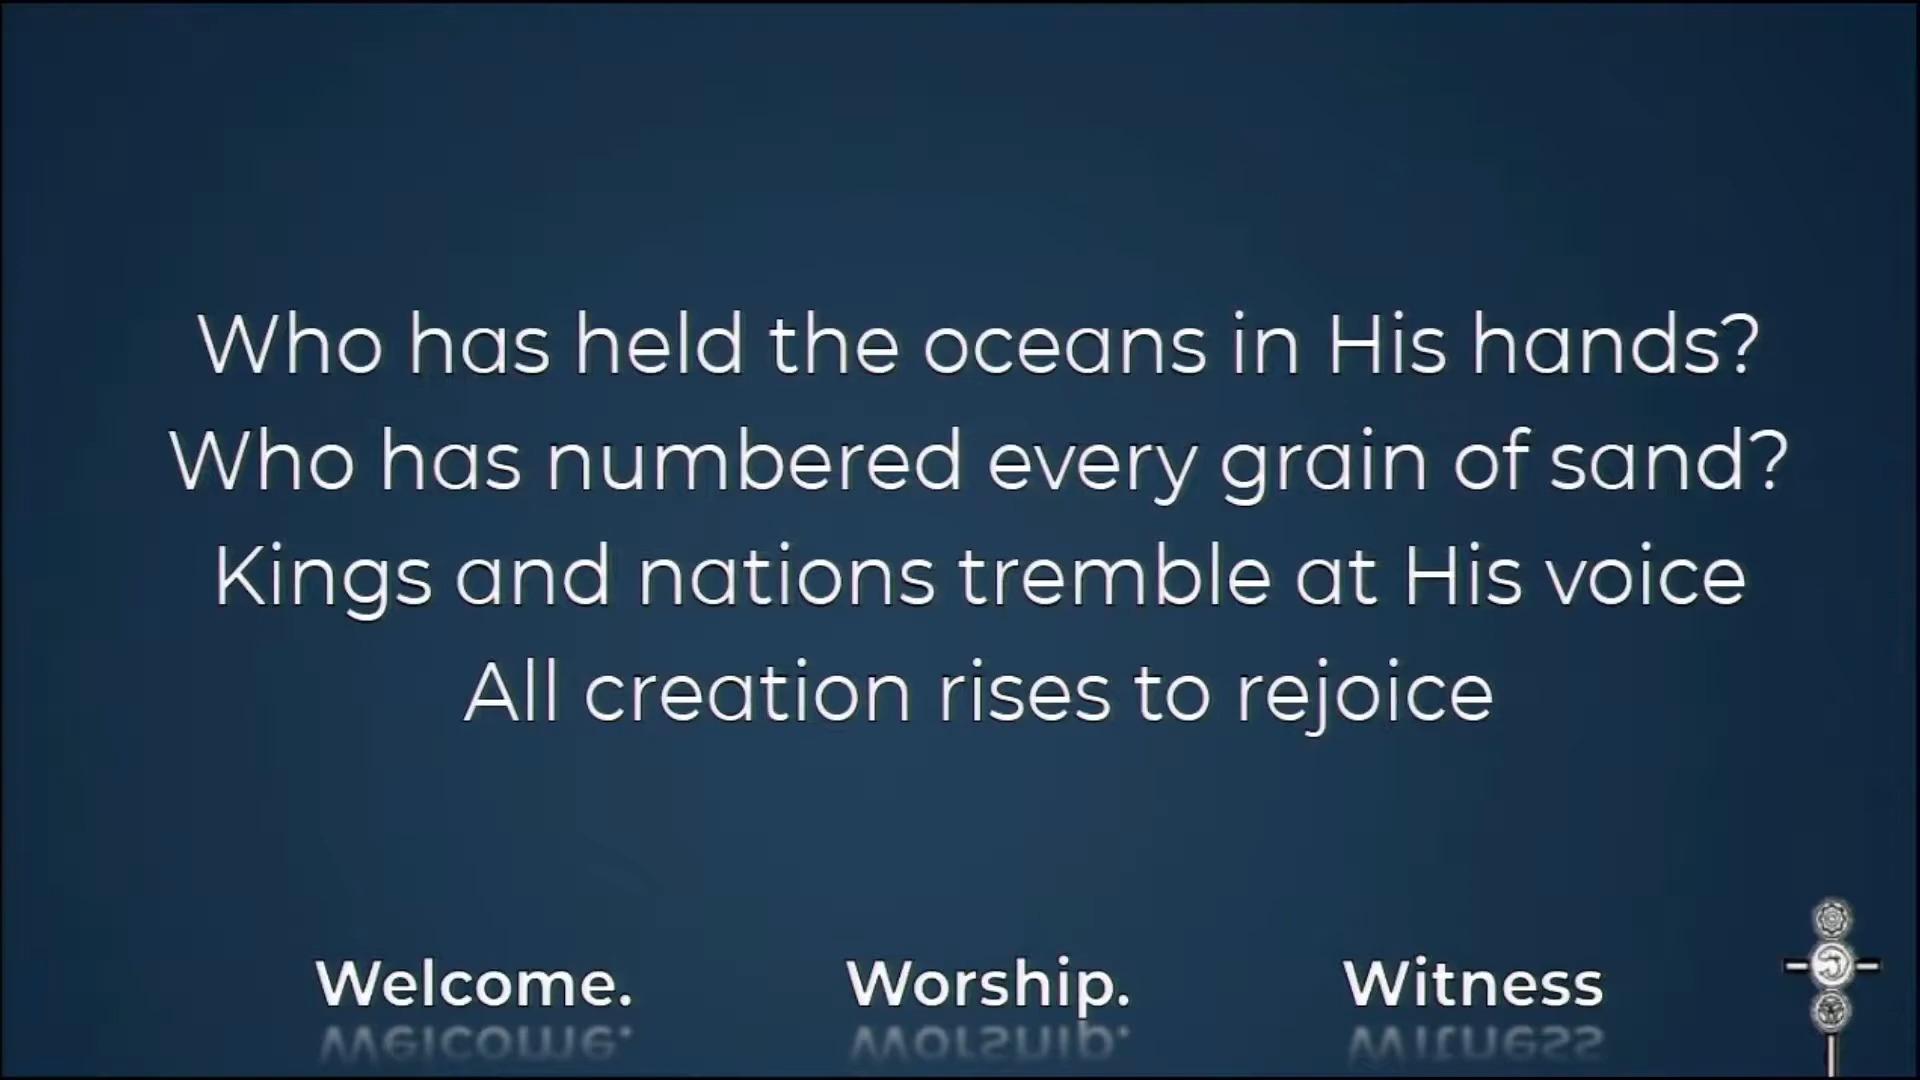 Who has held the oceans in His hands?
Who has numbered every grain of sand?
Kings and nations tremble at His voice
All creation rises to rejoice
Welcome. Worship. Witness